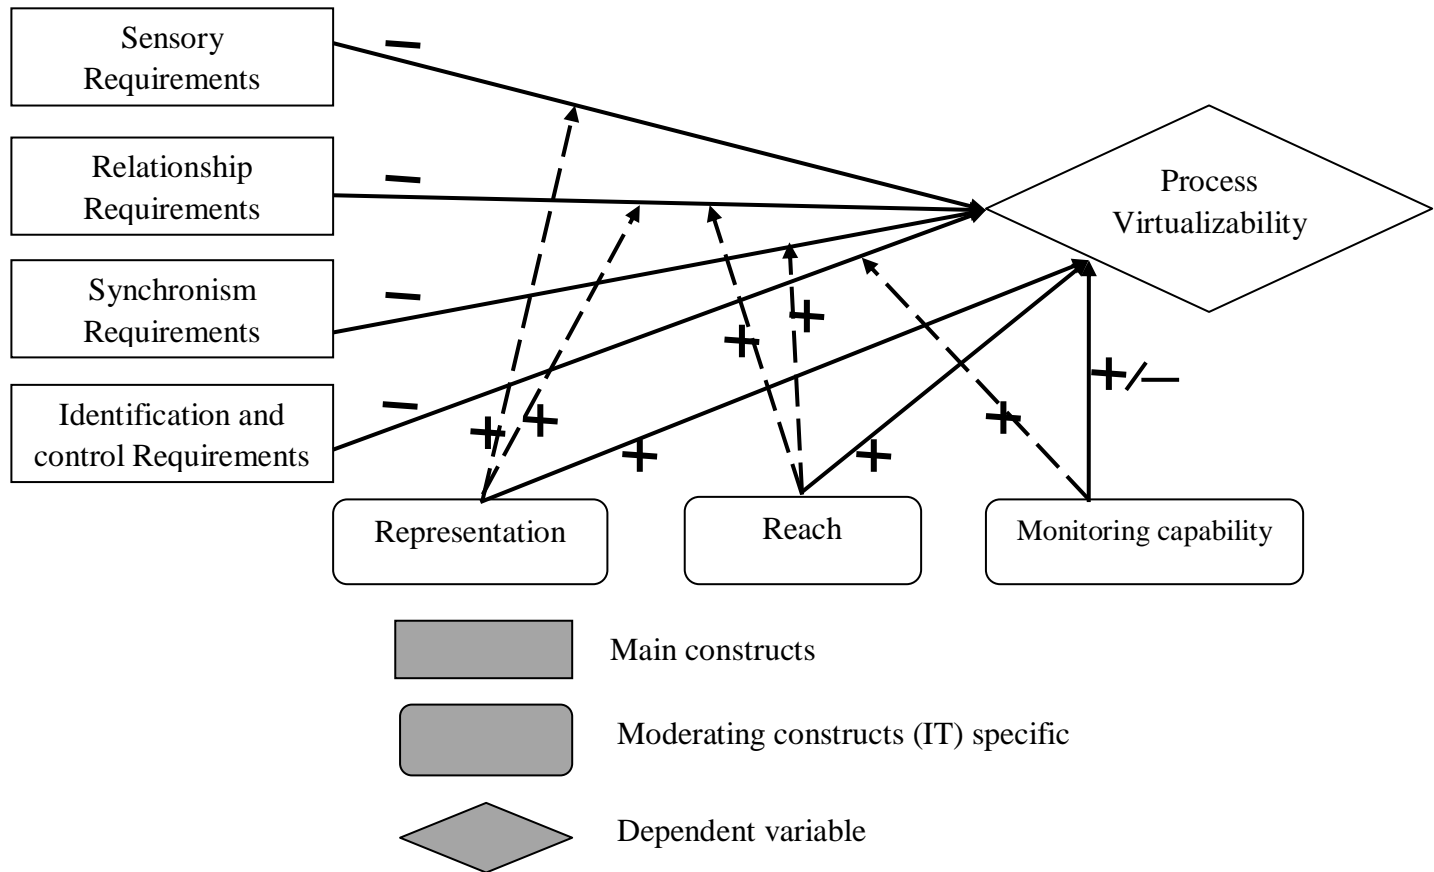 Sensory
Requirements
Relationship
Requirements
Synchronism
Requirements
Identification and
control Requirements
Process
Virtualizability
−
−
−
−
+
+
+
+
+
+
+
+
+/−
Representation
Reach
Monitoring capability
Main constructs
Moderating constructs (IT) specific
Dependent variable